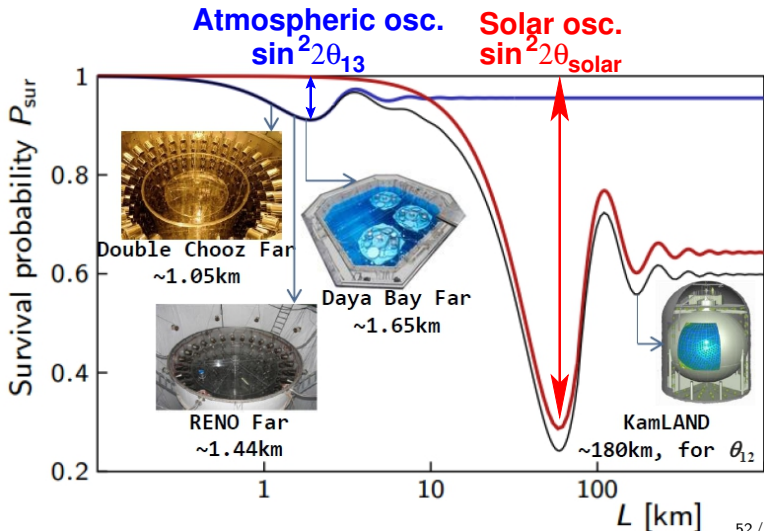 Atmospheric osc.
sin²2θ₁₃
Solar osc.
sin²2θsolar
Survival probability Psur
1
0.8
0.6
0.4
0.2
Double Chooz Far
~1.05km
Daya Bay Far
~1.65km
RENO Far
~1.44km
KamLAND
~180km, for θ₁₂
1
10
100
L [km]
52/